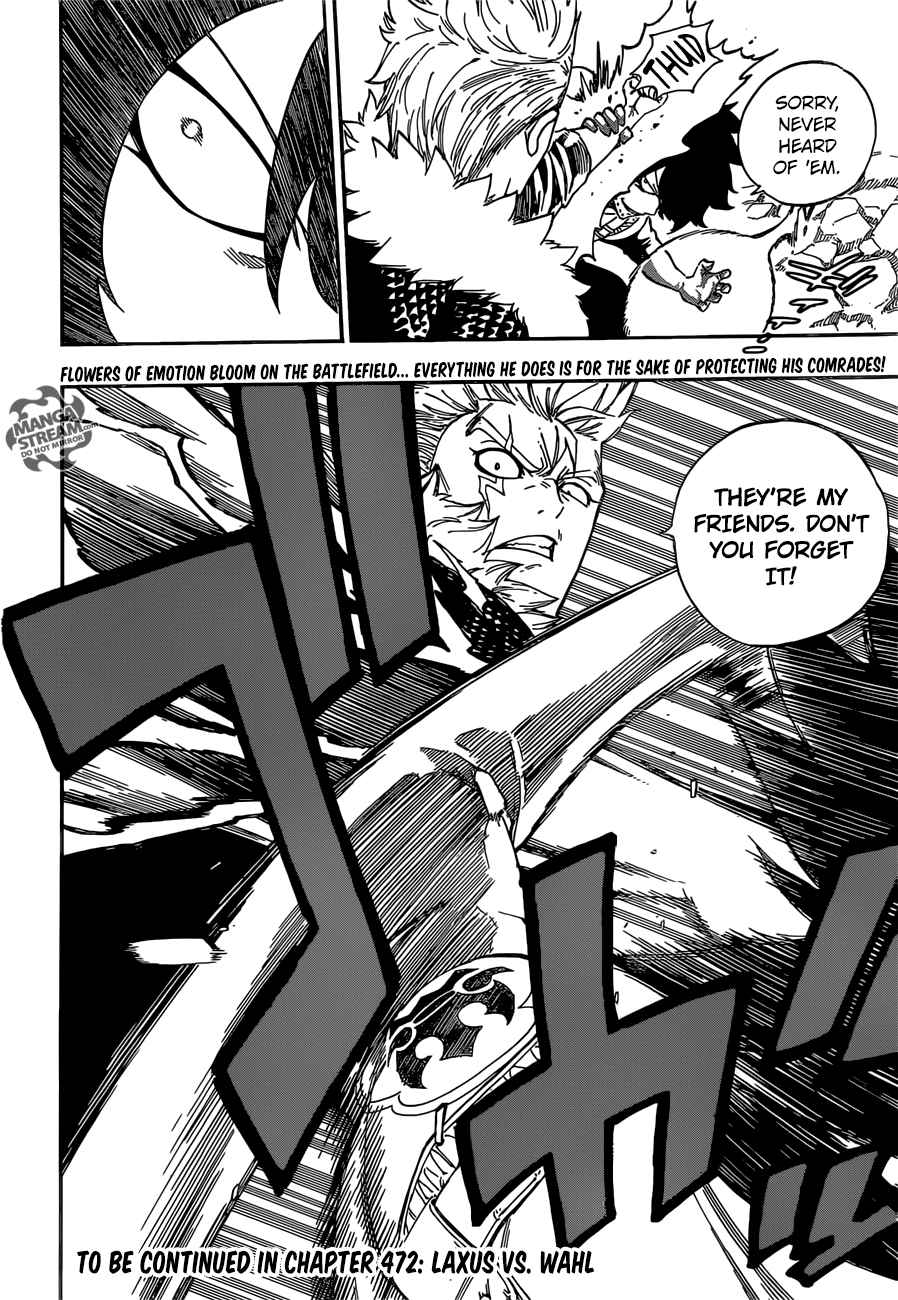 THUD
SORRY,
NEVER
HEARD
OF 'EM.
FLOWERS OF EMOTION BLOOM ON THE BATTLEFIELD... EVERYTHING HE DOES IS FOR THE SAKE OF PROTECTING HIS COMRADES!
MANGA
STREAM.com
DO NOT MIRROR
THEY'RE MY
FRIENDS. DON'T
YOU FORGET
IT!
TO BE CONTINUED IN CHAPTER 472: LAXUS VS. WAHL